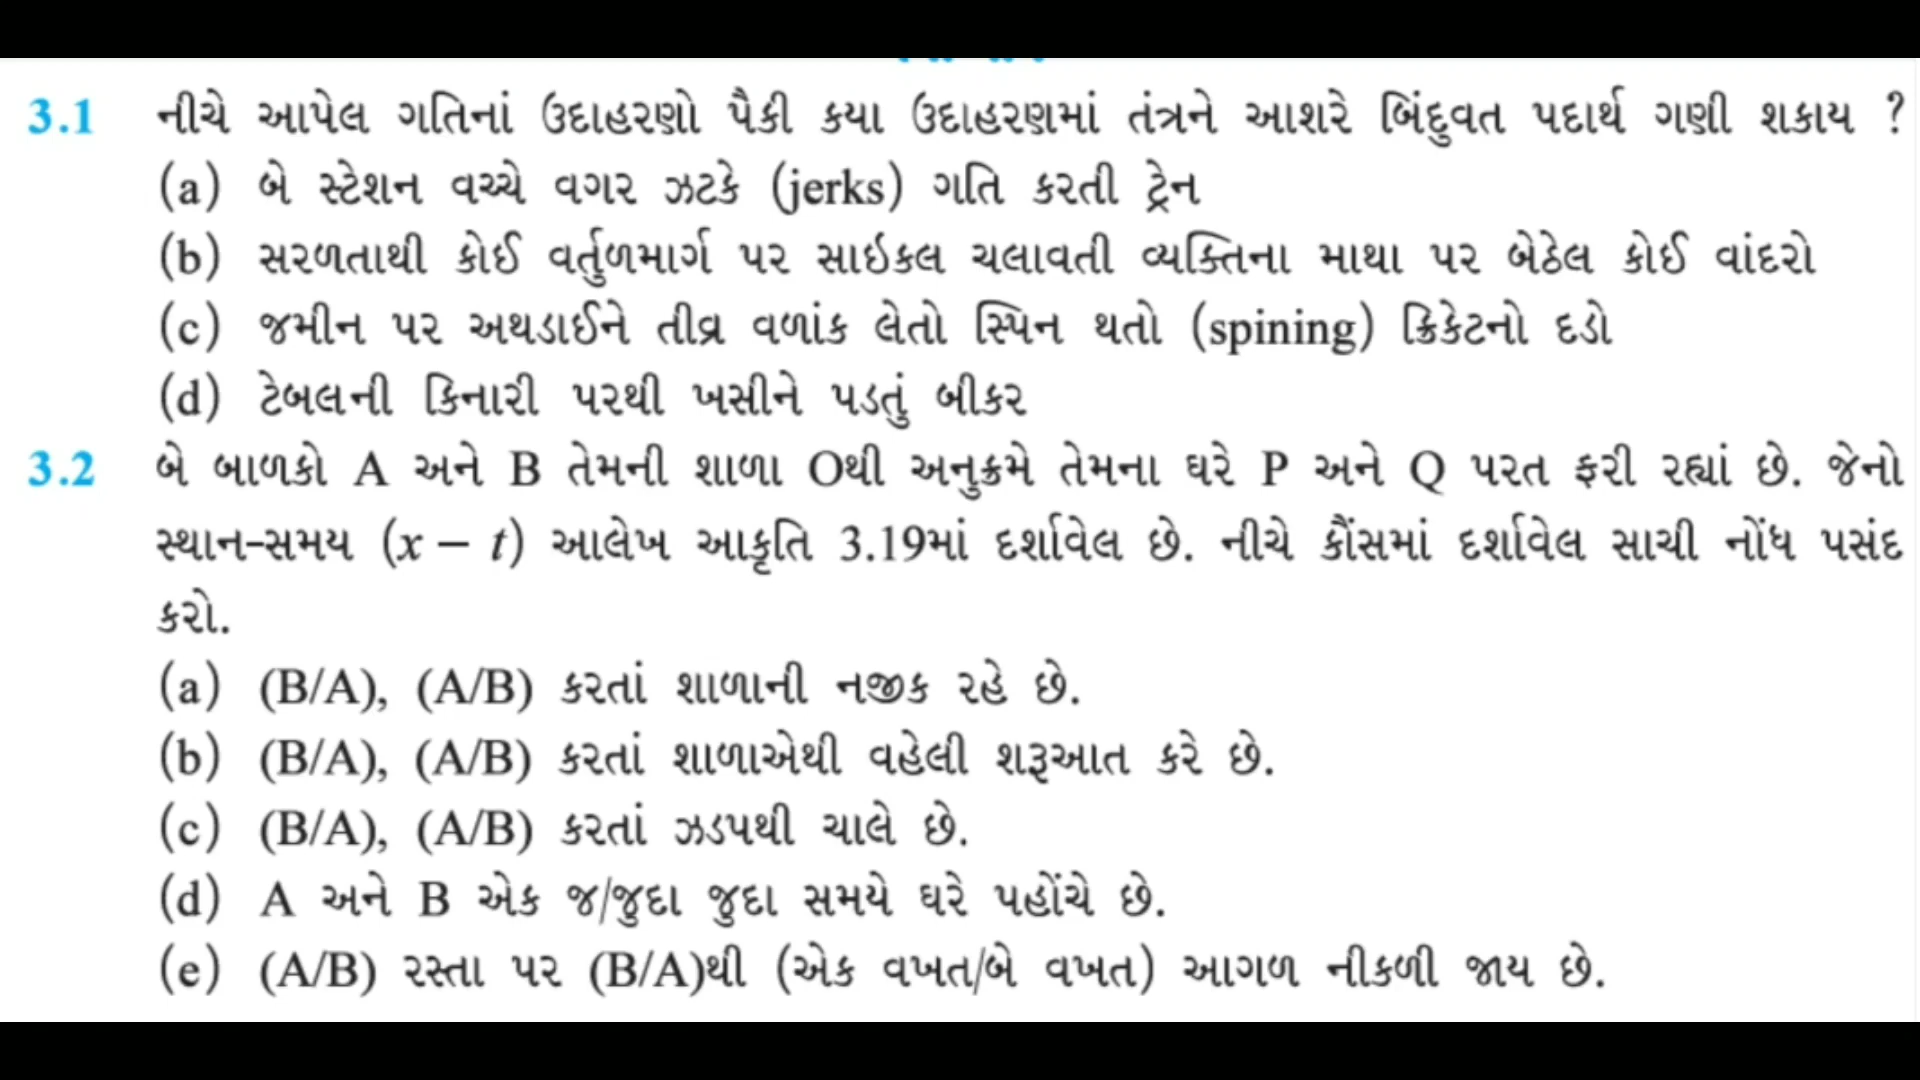 3.1 નીચે આપેલ ગતિનાં ઉદાહરણો પૈકી કયા ઉદાહરણમાં તંત્રને આશરે બિંદુવત પદાર્થ ગણી શકાય ?
(a) બે સ્ટેશન વચ્ચે વગર ઝટકે (jerks) ગતિ કરતી ટ્રેન
(b) સરળતાથી કોઈ વર્તુળમાર્ગ પર સાઇકલ ચલાવતી વ્યક્તિના માથા પર બેઠેલ કોઈ વાંદરો
(c) જમીન પર અથડાઈને તીવ્ર વળાંક લેતો સ્પિન થતો (spining) ક્રિકેટનો દડો
(d) ટેબલની કિનારી પરથી ખસીને પડતું બીકર
3.2 બે બાળકો A અને B તેમની શાળા Oથી અનુક્રમે તેમના ઘરે P અને Q પરત ફરી રહ્યાં છે. જેનો
સ્થાન-સમય (x – t) આલેખ આકૃતિ 3.19માં દર્શાવેલ છે. નીચે કૌંસમાં દર્શાવેલ સાચી નોંધ પસંદ
કરો.
(a) (B/A), (A/B) કરતાં શાળાની નજીક રહે છે.
(b) (B/A), (A/B) કરતાં શાળાએથી વહેલી શરૂઆત કરે છે.
(c) (B/A), (A/B) કરતાં ઝડપથી ચાલે છે.
(d) A અને B એક જ/જુદા જુદા સમયે ઘરે પહોંચે છે.
(e) (A/B) રસ્તા પર (B/A)થી (એક વખત/બે વખત) આગળ નીકળી જાય છે.